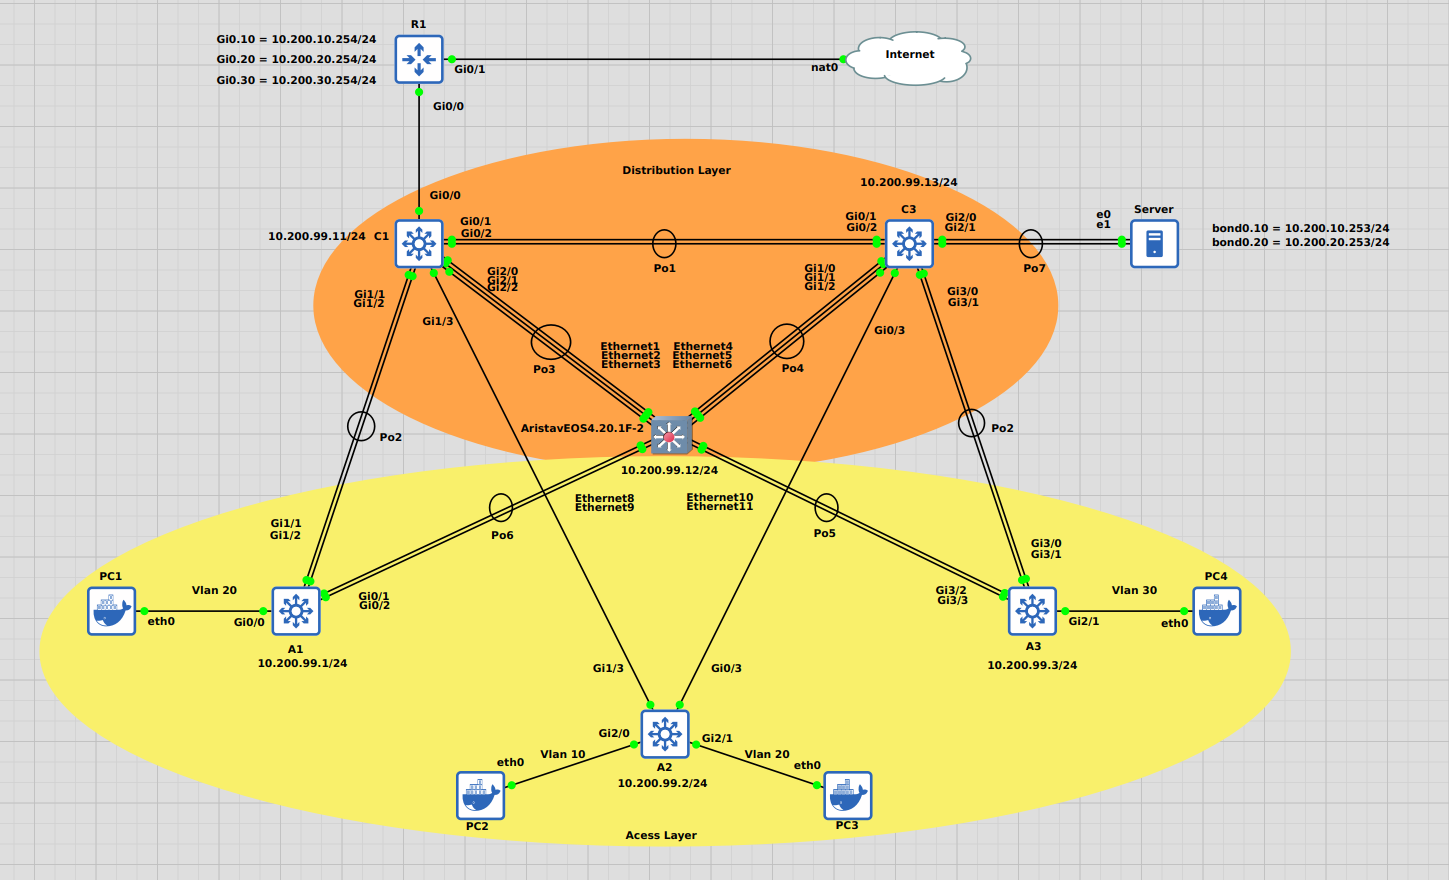 R1
Gi0.10 = 10.200.10.254/24
Gi0.20 = 10.200.20.254/24
Gi0.30 = 10.200.30.254/24
Gi0/1
nat0
Internet
Gi0/0
Distribution Layer
10.200.99.13/24
Gi0/0
C3
Server
Gi0/1
Gi0/2
Gi0/1
Gi0/2
Gi2/0
Gi2/1
e0
e1
10.200.99.11/24
C1
bond0.10 = 10.200.10.253/24
bond0.20 = 10.200.20.253/24
Po1
Po7
Gi2/0
Gi2/1
Gi2/2
Gi1/0
Gi1/1
Gi1/2
Gi1/1
Gi1/2
Gi3/0
Gi3/1
Gi1/3
Gi0/3
Ethernet1
Ethernet2
Ethernet3
Ethernet4
Ethernet5
Ethernet6
Po3
Po4
AristavEOS4.20.1F-2
Po2
Po2
10.200.99.12/24
Ethernet8
Ethernet9
Ethernet10
Ethernet11
Po6
Po5
Gi1/1
Gi1/2
Gi3/0
Gi3/1
PC1
Vlan 20
eth0
Gi0/0
Gi0/1
Gi0/2
A1
10.200.99.1/24
Gi3/2
Gi3/3
Vlan 30
PC4
Gi2/1
eth0
A3
10.200.99.3/24
Gi1/3
Gi0/3
Gi2/0
Gi2/1
Vlan 10
eth0
A2
10.200.99.2/24
Vlan 20
eth0
PC2
PC3
Acess Layer